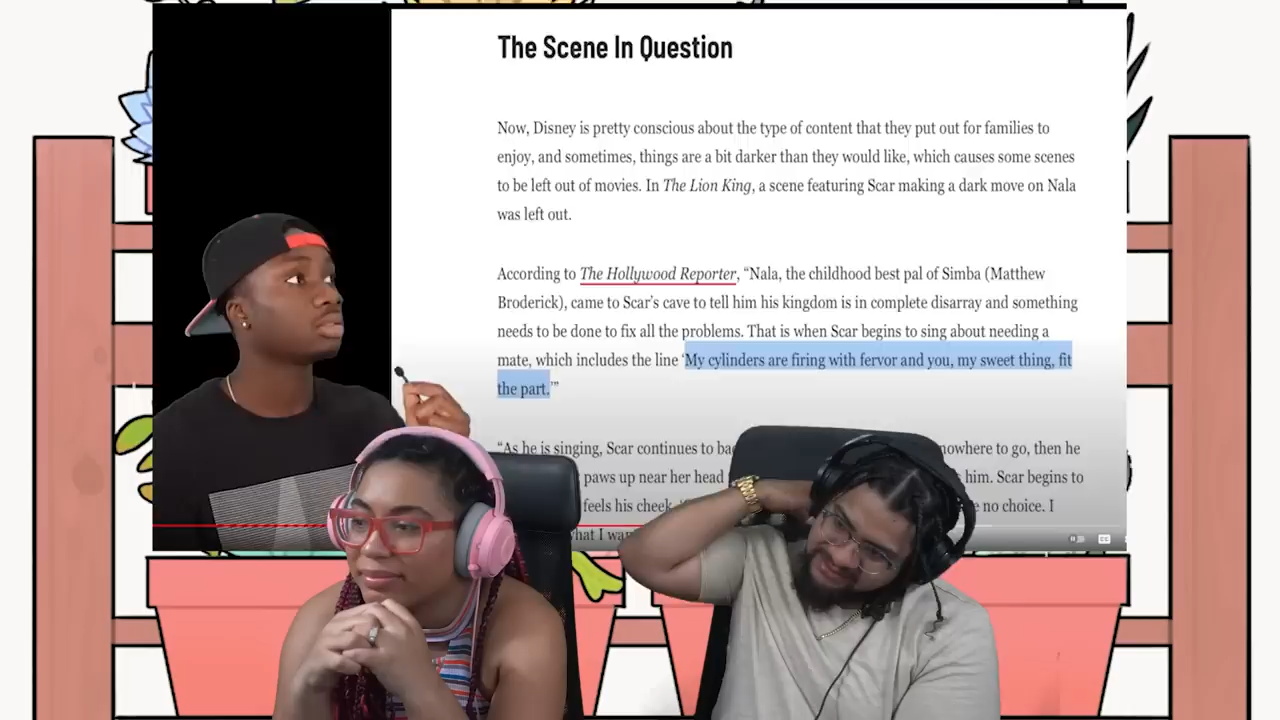 The Scene In Question
Now, Disney is pretty conscious about the type of content that they put out for families to
enjoy, and sometimes, things are a bit darker than they would like, which causes some scenes
to be left out of movies. In The Lion King, a scene featuring Scar making a dark move on Nala
was left out.
According to The Hollywood Reporter, “Nala, the childhood best pal of Simba (Matthew
Broderick), came to Scar’s cave to tell him his kingdom is in complete disarray and something
needs to be done to fix all the problems. That is when Scar begins to sing about needing a
mate, which includes the line ‘My cylinders are firing with fervor and you, my sweet thing, fit
the part.’”
“As he is singing, Scar continues to nowhere to go, then he
paws up near her head him. Scar begins to
feels his cheek, no choice. I
what I
CC